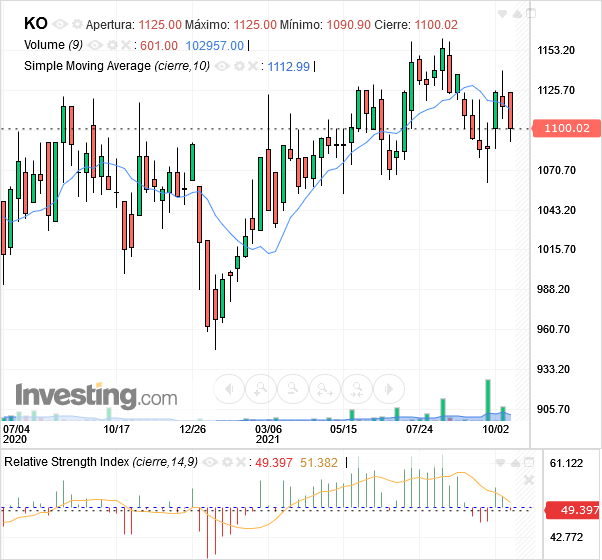 KO Apertura: 1125.00 Máximo: 1125.00 Mínimo: 1090.90 Cierre: 1100.02
Volume (9) : 601.00 102957.00
Simple Moving Average (cierre,10) : 1112.99
1153.20
1125.70
1100.02
1070.70
1043.20
1015.70
988.20
960.70
933.20
905.70
Investing.com
07/04 10/17 12/26 03/06 05/15 07/24 10/02
2020 2021
Relative Strength Index (cierre,14,9) : 49.397 51.382
61.122
49.397
42.772